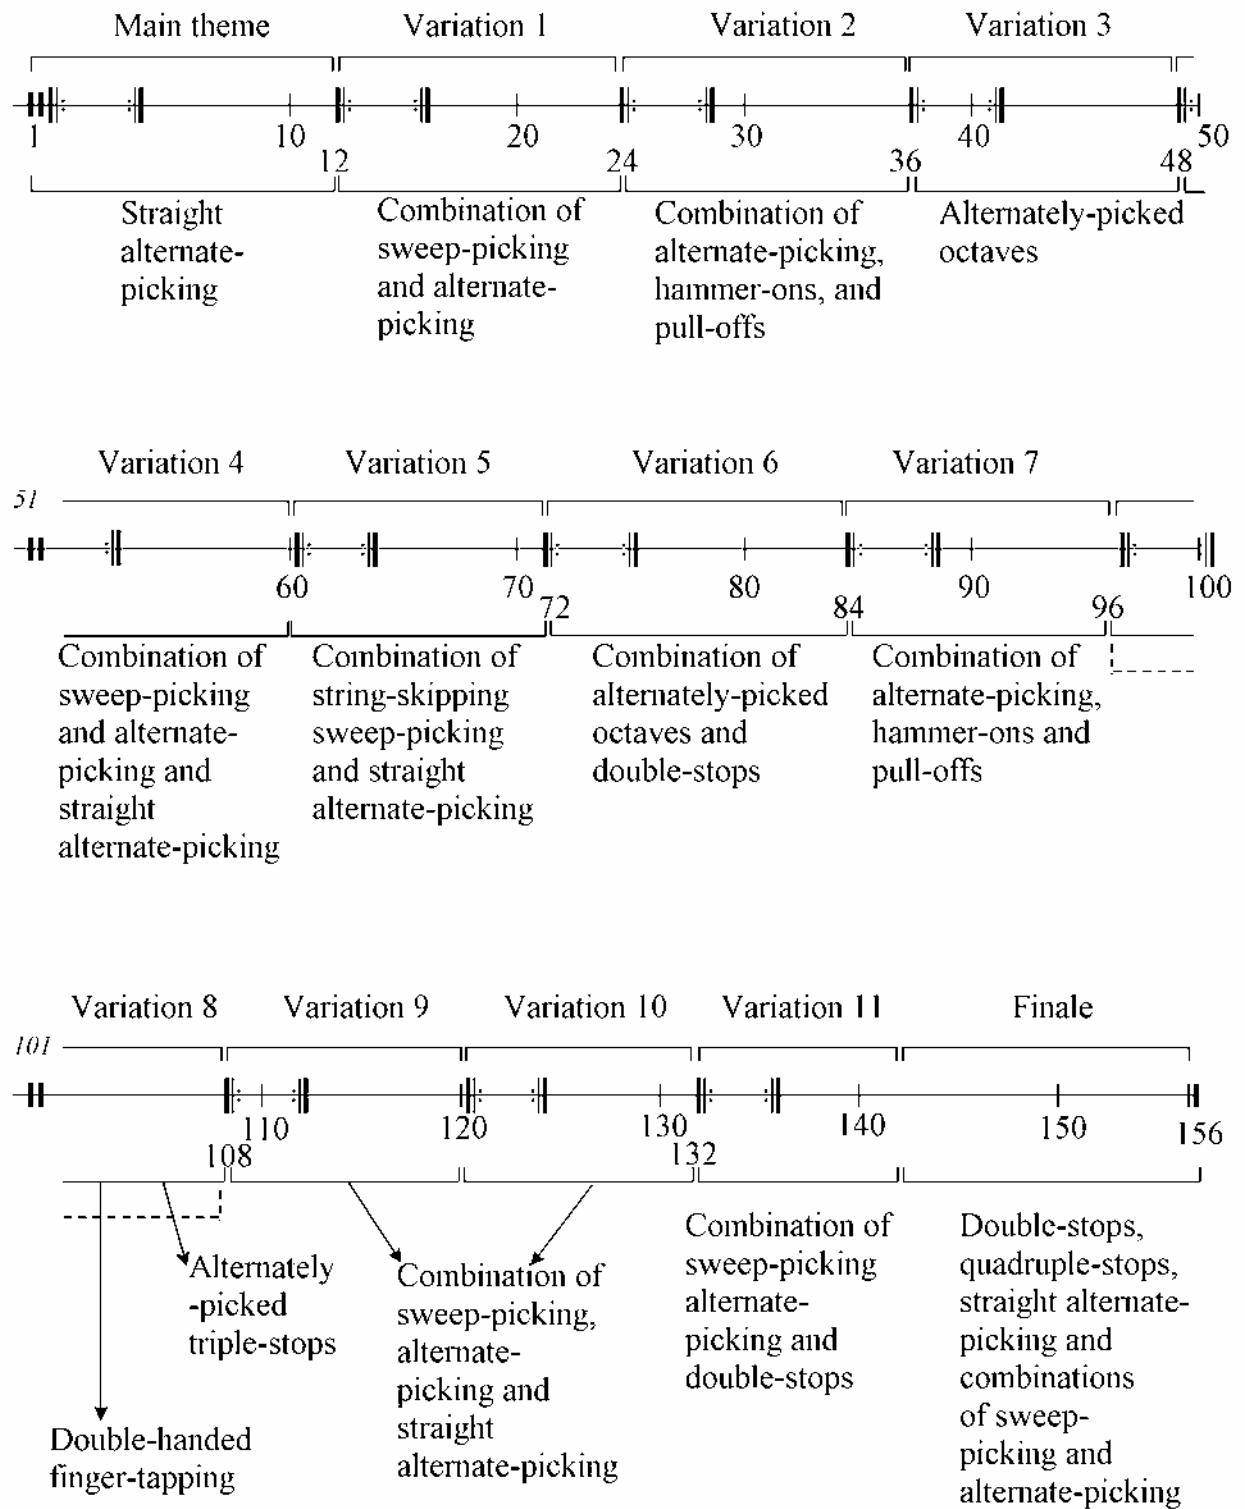 Main theme Variation 1 Variation 2 Variation 3
1 10 20 30 40 50
12 24 36 48
Straight
alternate-
picking
Combination of
sweep-picking
and alternate-
picking
Combination of
alternate-picking,
hammer-ons, and
pull-offs
Alternately-picked
octaves
Variation 4 Variation 5 Variation 6 Variation 7
51
60 70 80 90 100
72 84 96
Combination of
sweep-picking
and alternate-
picking and
straight
alternate-picking
Combination of
string-skipping
sweep-picking
and straight
alternate-picking
Combination of
alternately-picked
octaves and
double-stops
Combination of
alternate-picking,
hammer-ons and
pull-offs
Variation 8 Variation 9 Variation 10 Variation 11 Finale
101
110 120 130 140 150 156
108 132
Alternately
-picked
triple-stops
Double-handed
finger-tapping
Combination of
sweep-picking,
alternate-
picking and
straight
alternate-picking
Combination of
sweep-picking
alternate-
picking and
double-stops
Double-stops,
quadruple-stops,
straight alternate-
picking and
combinations
of sweep-
picking and
alternate-picking